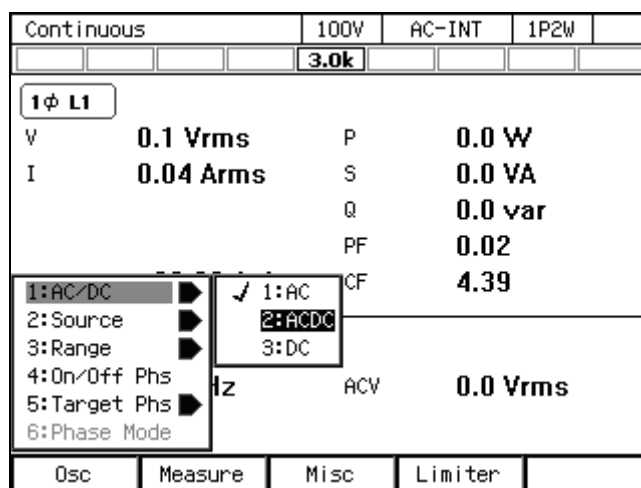 Continuous 100V AC-INT 1P2W
3.0k
1ϕ L1
V 0.1 Vrms P 0.0 W
I 0.04 Arms S 0.0 VA
Q 0.0 var
PF 0.02
CF 4.39
1:AC/DC
2:Source
3:Range
4:On/Off Phs
5:Target Phs
6:Phase Mode
✓ 1:AC
2:ACDC
3:DC
Hz ACV 0.0 Vrms
Osc Measure Misc Limiter